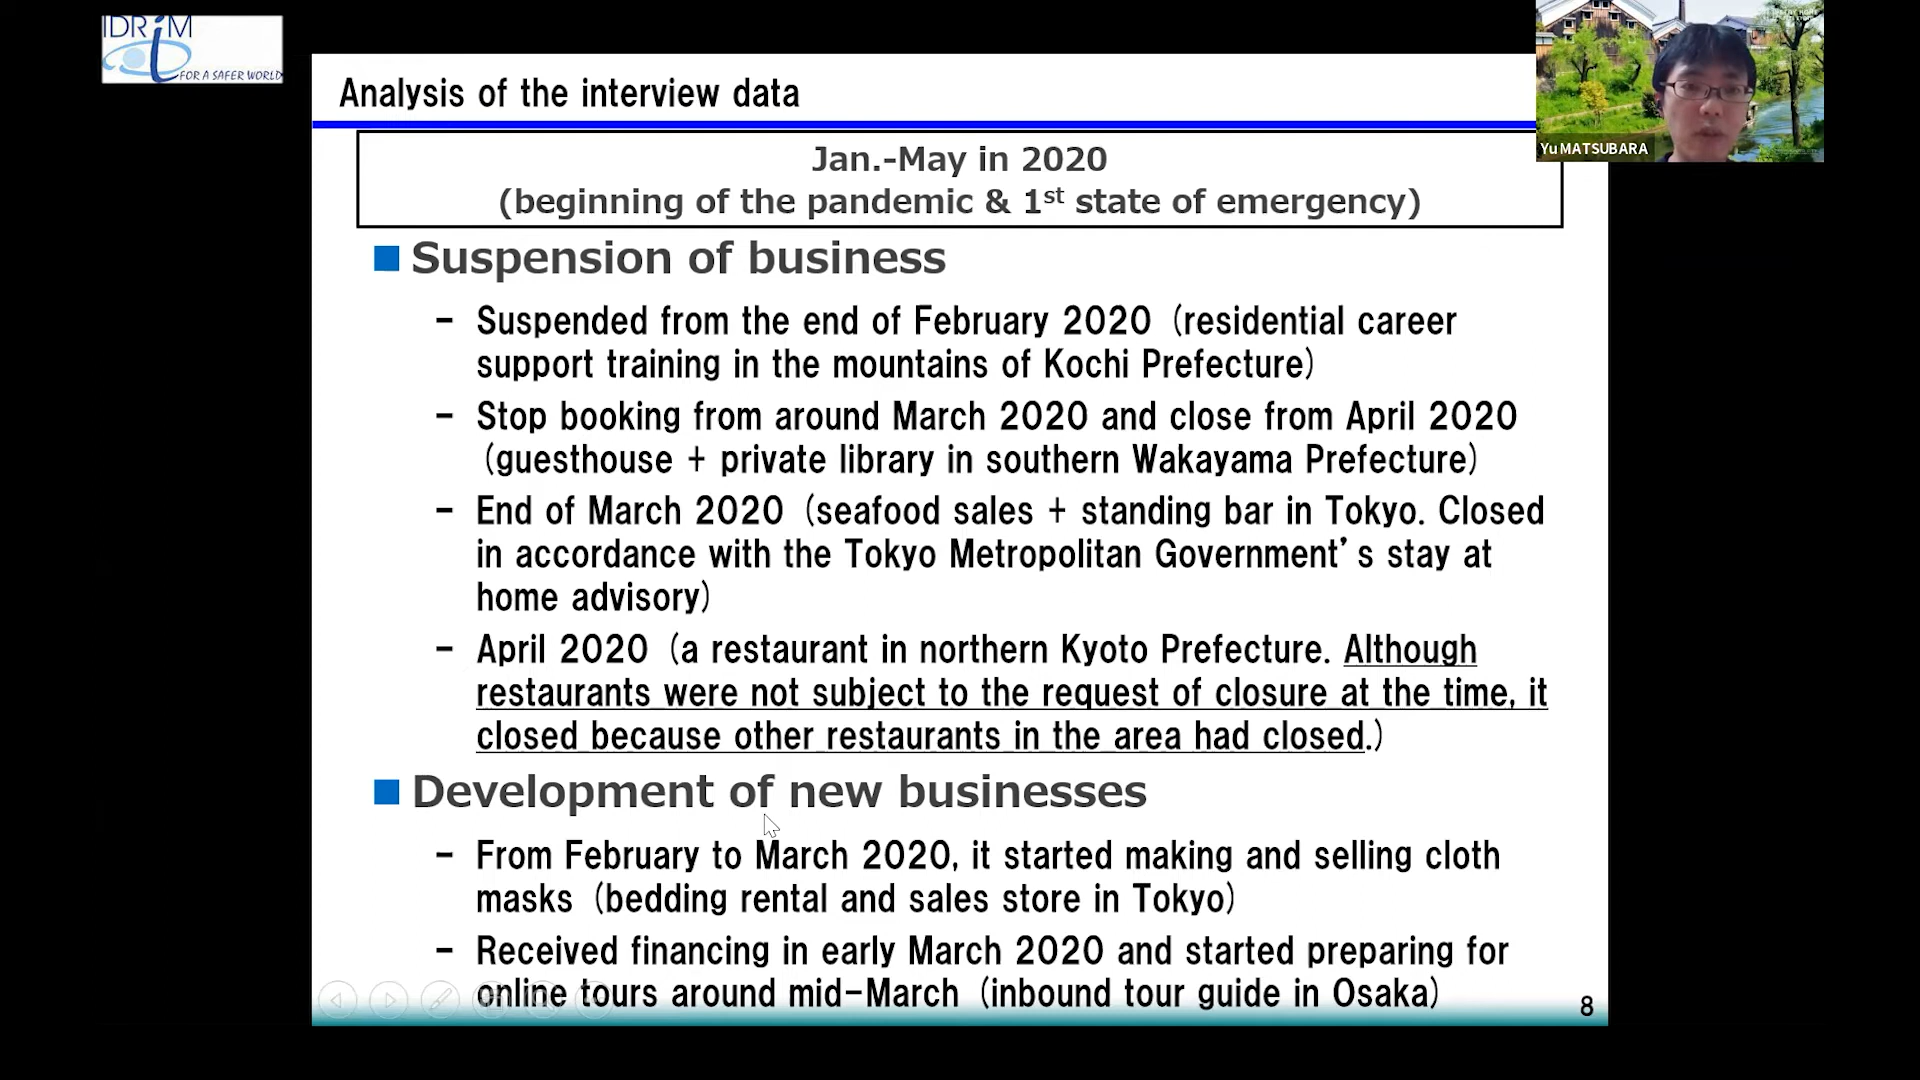 IDRiM
FOR A SAFER WORLD
Analysis of the interview data
Yu MATSUBARA
Jan.-May in 2020
(beginning of the pandemic & 1st state of emergency)
Suspension of business
- Suspended from the end of February 2020 (residential career
support training in the mountains of Kochi Prefecture)
- Stop booking from around March 2020 and close from April 2020
(guesthouse + private library in southern Wakayama Prefecture)
- End of March 2020 (seafood sales + standing bar in Tokyo. Closed
in accordance with the Tokyo Metropolitan Government's stay at
home advisory)
- April 2020 (a restaurant in northern Kyoto Prefecture. Although
restaurants were not subject to the request of closure at the time, it
closed because other restaurants in the area had closed.)
Development of new businesses
- From February to March 2020, it started making and selling cloth
masks (bedding rental and sales store in Tokyo)
- Received financing in early March 2020 and started preparing for
online tours around mid-March (inbound tour guide in Osaka)
8